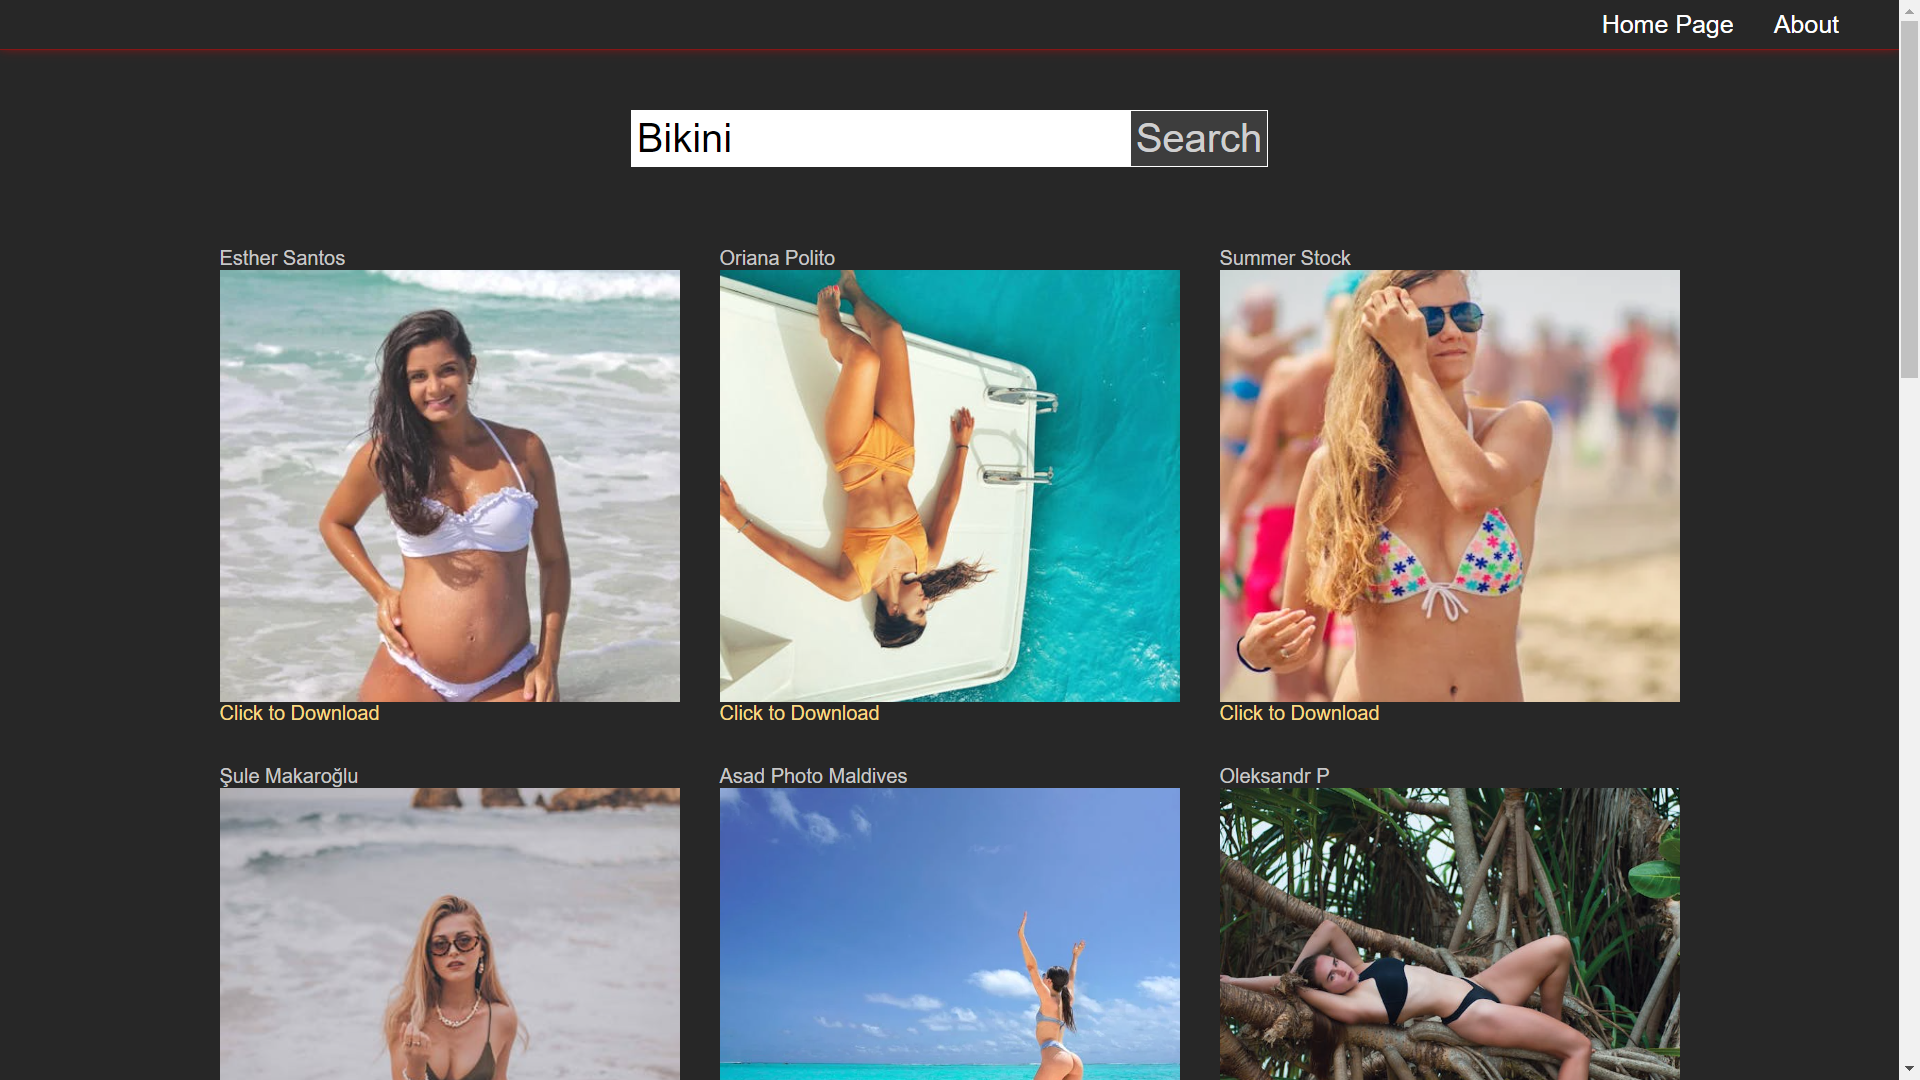 Home Page
About
Bikini
Search
Esther Santos
Oriana Polito
Summer Stock
Click to Download
Click to Download
Click to Download
Şule Makaroğlu
Asad Photo Maldives
Oleksandr P